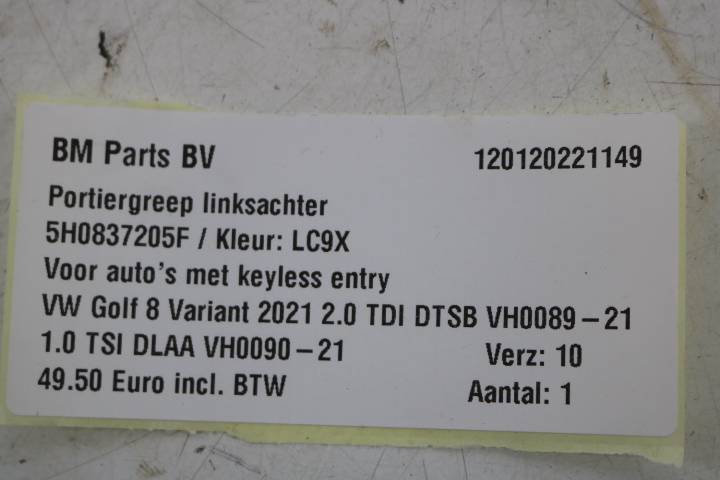 BM Parts BV 120120221149
Portiergreep linksachter
5H0837205F / Kleur: LC9X
Voor auto's met keyless entry
VW Golf 8 Variant 2021 2.0 TDI DTSB VH0089-21
1.0 TSI DLAA VH0090-21 Verz: 10
49.50 Euro incl. BTW Aantal: 1